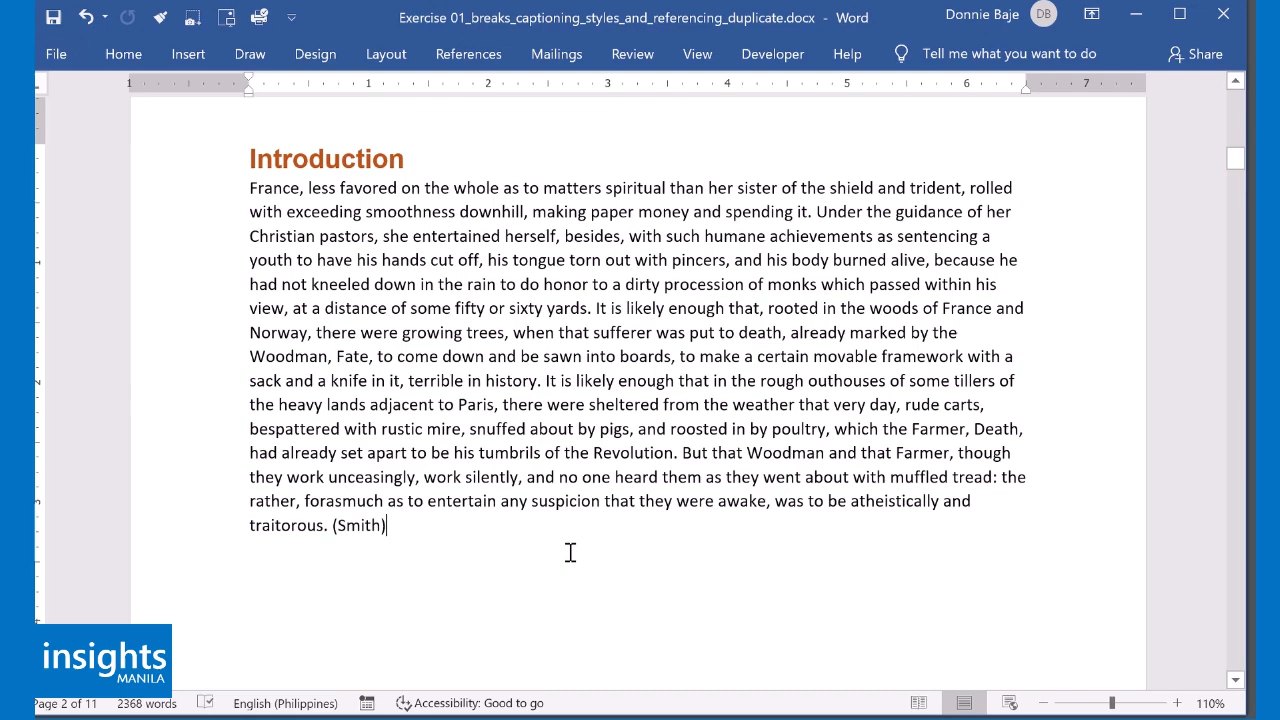 Exercise 01_breaks_captioning_styles_and_referencing_duplicate.docx - Word
Donnie Baje
DB
File Home Insert Draw Design Layout References Mailings Review View Developer Help Tell me what you want to do Share
1 1 2 3 4 5 6 7
Introduction
France, less favored on the whole as to matters spiritual than her sister of the shield and trident, rolled
with exceeding smoothness downhill, making paper money and spending it. Under the guidance of her
Christian pastors, she entertained herself, besides, with such humane achievements as sentencing a
youth to have his hands cut off, his tongue torn out with pincers, and his body burned alive, because he
had not kneeled down in the rain to do honor to a dirty procession of monks which passed within his
view, at a distance of some fifty or sixty yards. It is likely enough that, rooted in the woods of France and
Norway, there were growing trees, when that sufferer was put to death, already marked by the
Woodman, Fate, to come down and be sawn into boards, to make a certain movable framework with a
sack and a knife in it, terrible in history. It is likely enough that in the rough outhouses of some tillers of
the heavy lands adjacent to Paris, there were sheltered from the weather that very day, rude carts,
bespattered with rustic mire, snuffed about by pigs, and roosted in by poultry, which the Farmer, Death,
had already set apart to be his tumbrils of the Revolution. But that Woodman and that Farmer, though
they work unceasingly, work silently, and no one heard them as they went about with muffled tread: the
rather, forasmuch as to entertain any suspicion that they were awake, was to be atheistically and
traitorous. (Smith)
insights
MANILA
Page 2 of 11 2368 words English (Philippines) Accessibility: Good to go 110%